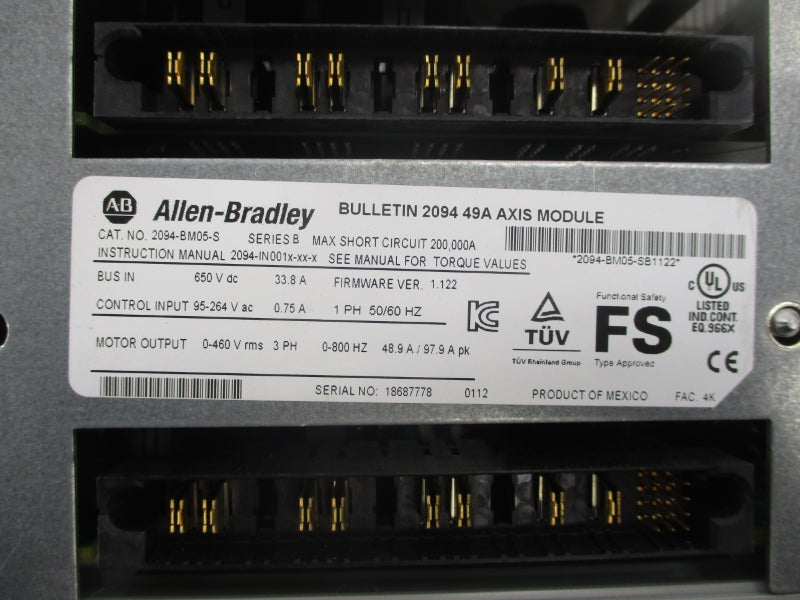 AB Allen-Bradley BULLETIN 2094 49A AXIS MODULE
CAT. NO. 2094-BM05-S SERIES B MAX SHORT CIRCUIT 200,000A
INSTRUCTION MANUAL 2094-IN001x-xx-x SEE MANUAL FOR TORQUE VALUES
*2094-BM05-SB1122*
BUS IN 650 V dc 33.8 A FIRMWARE VER. 1.122
CONTROL INPUT 95-264 V ac 0.75 A 1 PH 50/60 HZ
MOTOR OUTPUT 0-460 V rms 3 PH 0-800 HZ 48.9 A / 97.9 A pk
KC
TÜV
TÜV Rheinland Group
Functional Safety
FS
Type Approved
C UL US
LISTED
IND.CONT.
EQ.966X
CE
SERIAL NO: 18687778 0112 PRODUCT OF MEXICO FAC. 4K